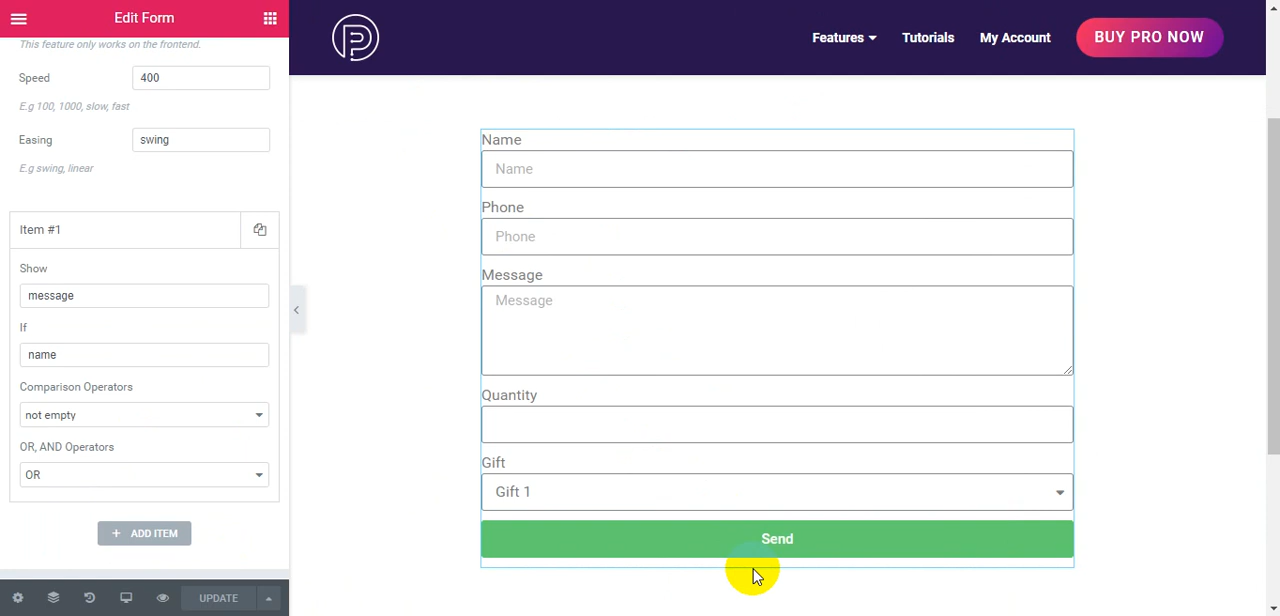 Edit Form
This feature only works on the frontend.
Speed
400
E.g 100, 1000, slow, fast
Easing
swing
E.g swing, linear
Item #1
Show
message
If
name
Comparison Operators
not empty
OR, AND Operators
OR
+ ADD ITEM
UPDATE
Features
Tutorials
My Account
BUY PRO NOW
Name
Name
Phone
Phone
Message
Message
Quantity
Gift
Gift 1
Send